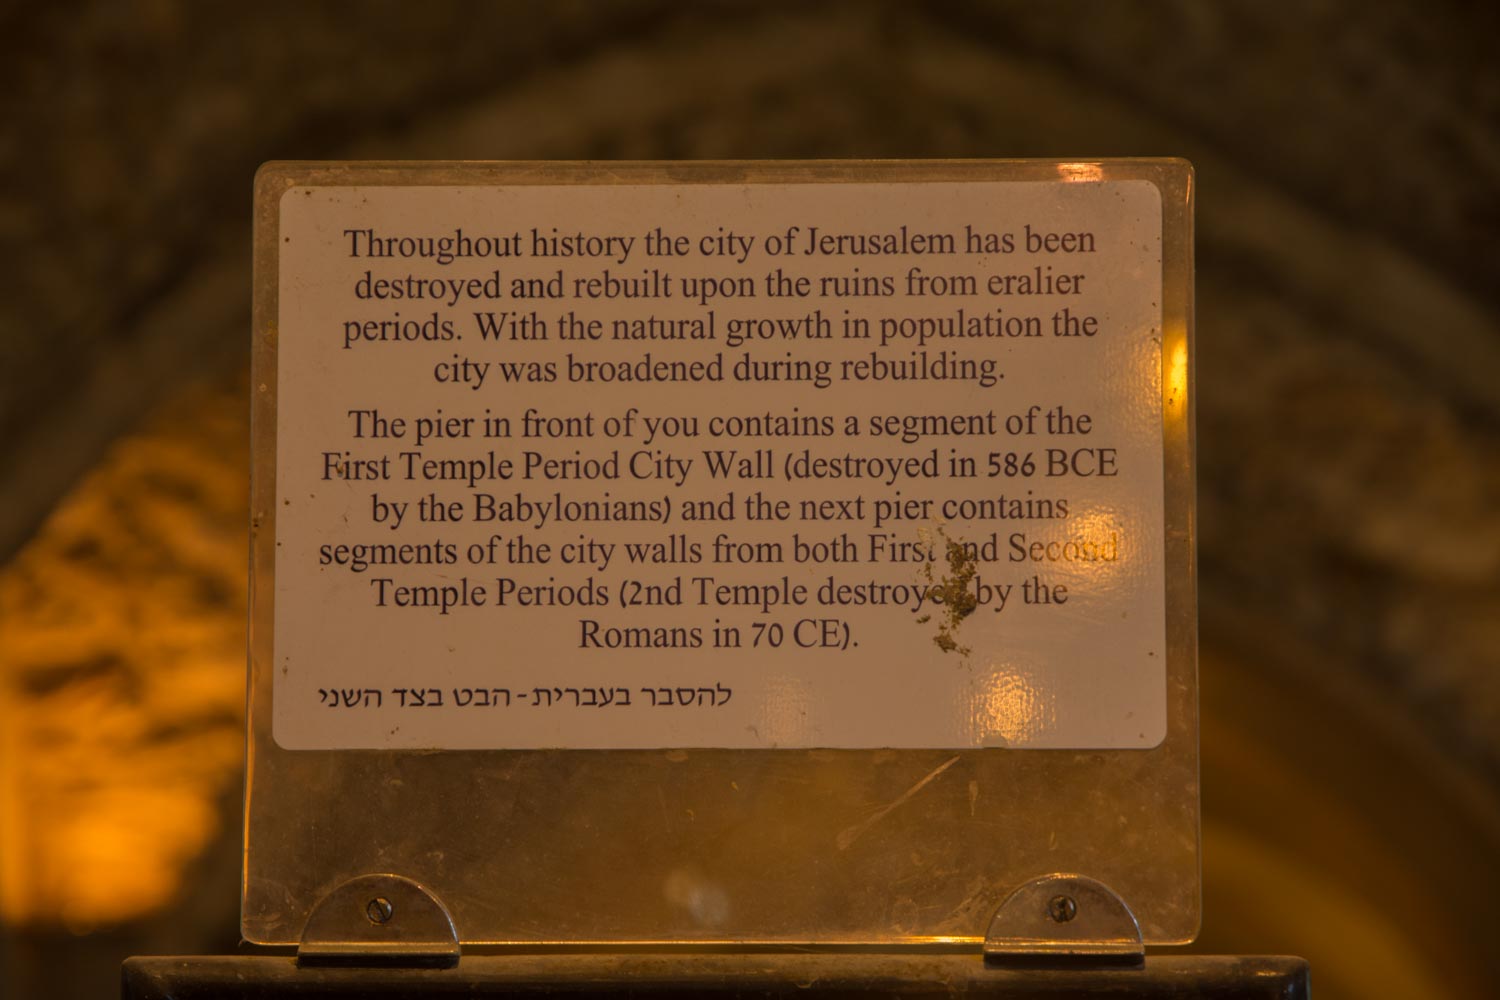 Throughout history the city of Jerusalem has been
destroyed and rebuilt upon the ruins from eralier
periods. With the natural growth in population the
city was broadened during rebuilding.
The pier in front of you contains a segment of the
First Temple Period City Wall (destroyed in 586 BCE
by the Babylonians) and the next pier contains
segments of the city walls from both First and Second
Temple Periods (2nd Temple destroyed by the
Romans in 70 CE).
להסבר בעברית - הבט בצד השני